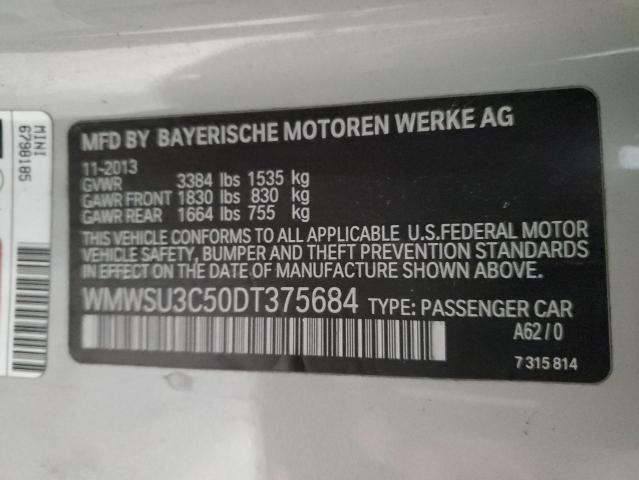 MINI
6798185
MFD BY BAYERISCHE MOTOREN WERKE AG
11-2013
GVWR 3384 lbs 1535 kg
GAWR FRONT 1830 lbs 830 kg
GAWR REAR 1664 lbs 755 kg
THIS VEHICLE CONFORMS TO ALL APPLICABLE U.S.FEDERAL MOTOR
VEHICLE SAFETY, BUMPER AND THEFT PREVENTION STANDARDS
IN EFFECT ON THE DATE OF MANUFACTURE SHOWN ABOVE.
WMWSU3C50DT375684 TYPE: PASSENGER CAR
A62/0
7 315 814